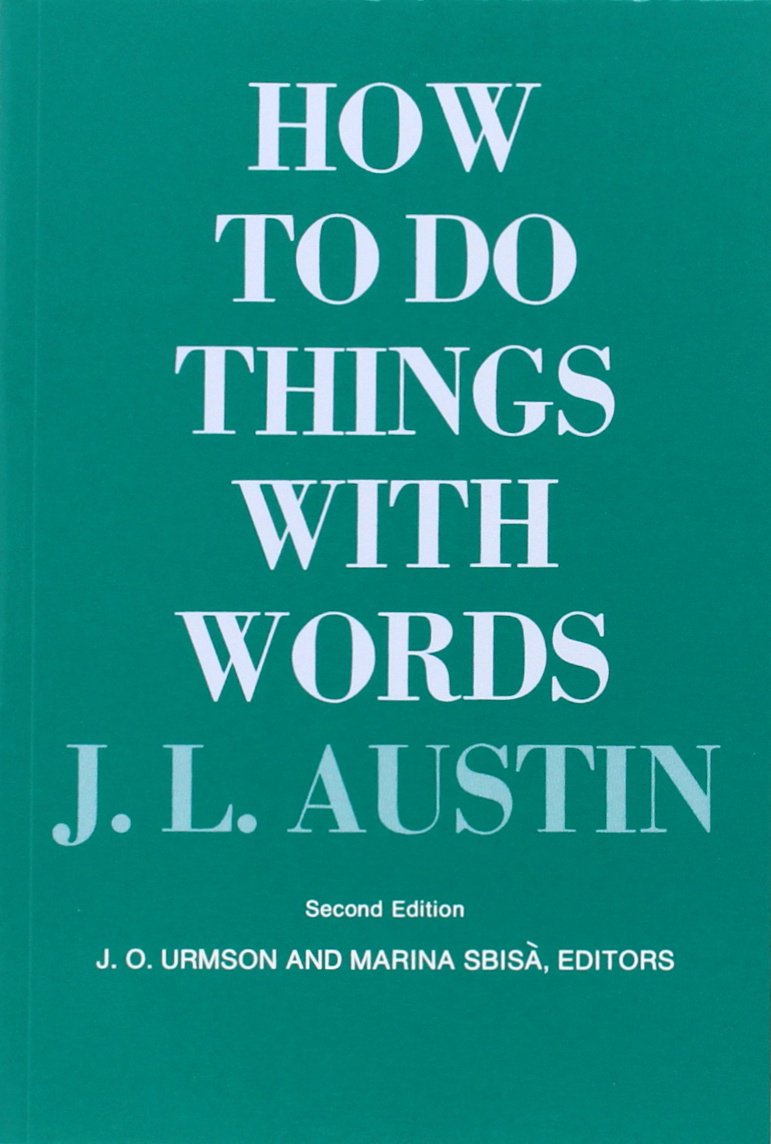 HOW
TO DO
THINGS
WITH
WORDS
J. L. AUSTIN
Second Edition
J. O. URMSON AND MARINA SBISÀ, EDITORS